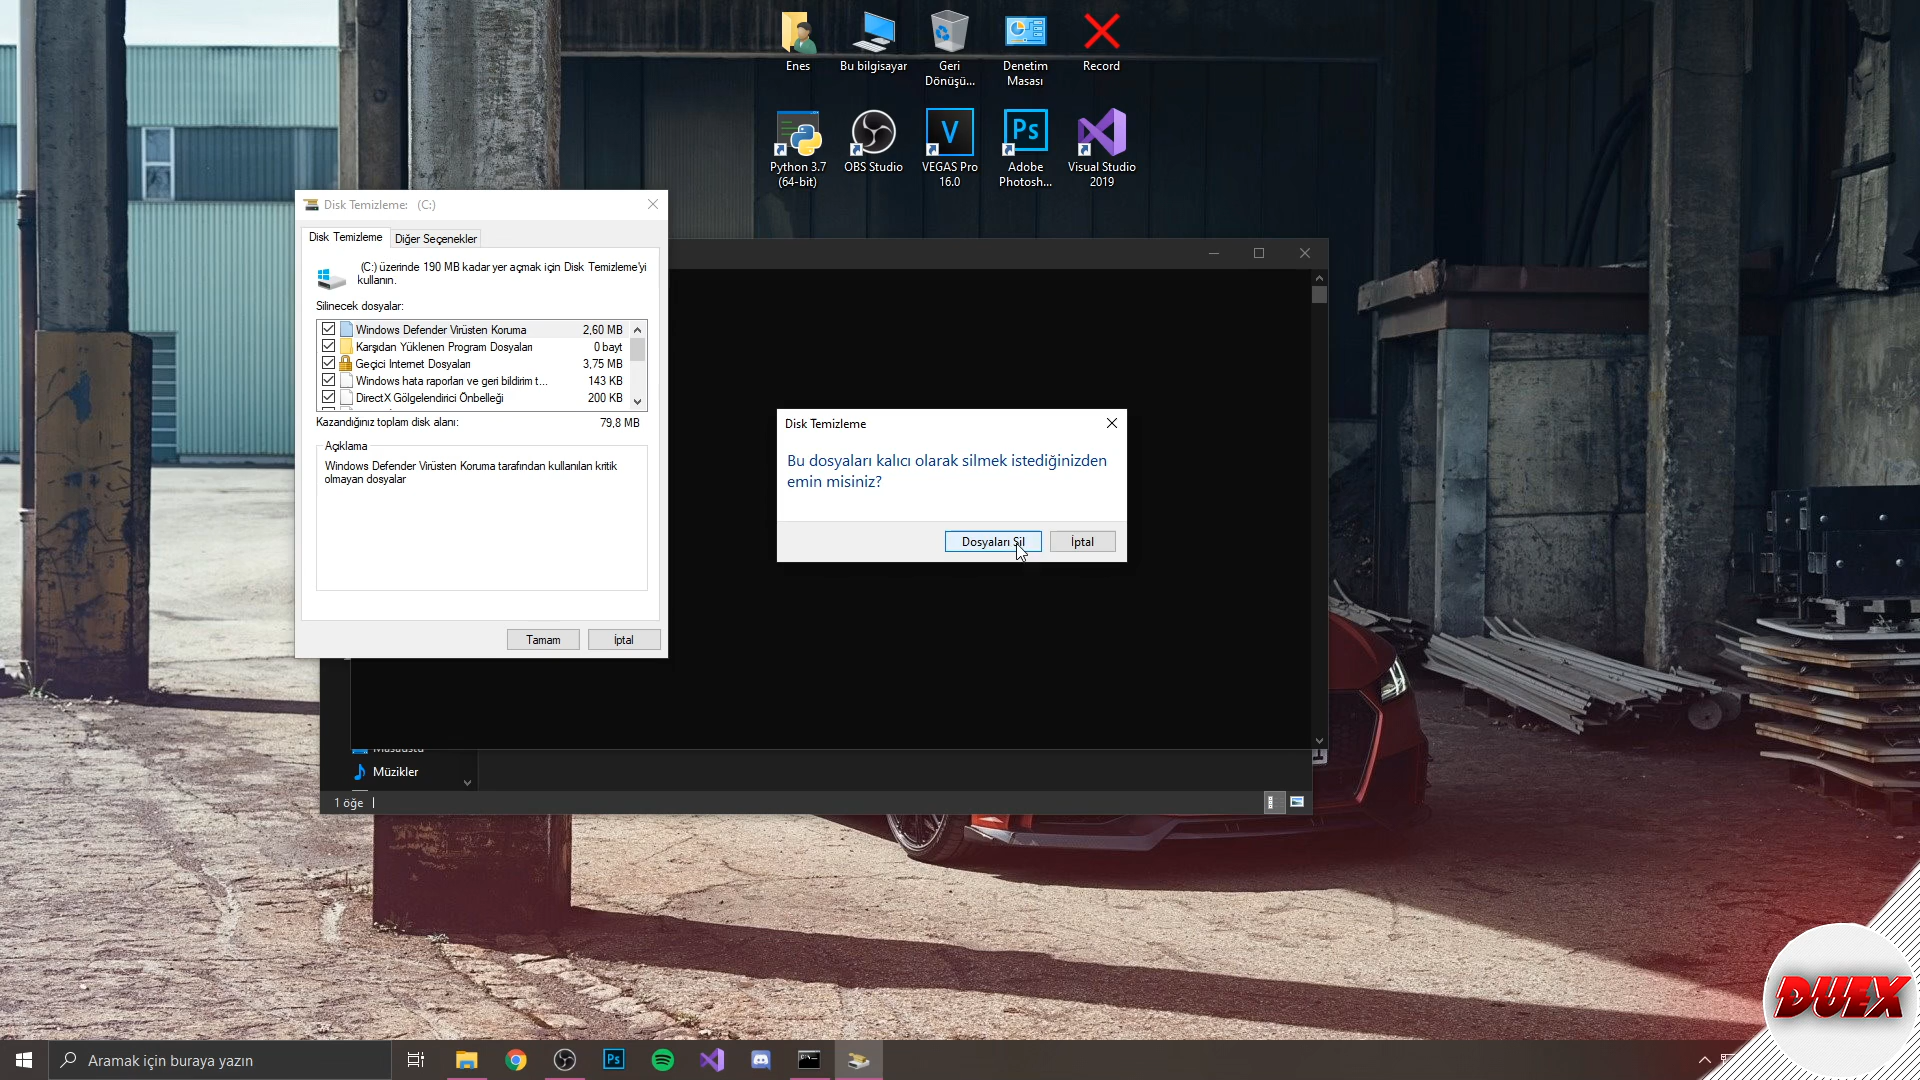 Enes
Bu bilgisayar
Geri
Dönüşü...
Denetim
Masası
Record
Python 3.7
(64-bit)
OBS Studio
VEGAS Pro
16.0
Ps
Adobe
Photosh...
Visual Studio
2019
Disk Temizleme: (C:)
Disk Temizleme
Diğer Seçenekler
(C:) üzerinde 190 MB kadar yer açmak için Disk Temizleme'yi
kullanın.
Silinecek dosyalar:
Windows Defender Virüsten Koruma 2,60 MB
Karşıdan Yüklenen Program Dosyaları 0 bayt
Geçici Internet Dosyaları 3,75 MB
Windows hata raporları ve geri bildirim t... 143 KB
DirectX Gölgelendirici Önbelleği 200 KB
Kazandığınız toplam disk alanı: 79,8 MB
Açıklama
Windows Defender Virüsten Koruma tarafından kullanılan kritik
olmayan dosyalar
Tamam
İptal
Disk Temizleme
Bu dosyaları kalıcı olarak silmek istediğinizden
emin misiniz?
Dosyaları Sil
İptal
Müzikler
1 öğe
DUEX
Aramak için buraya yazın
Ps